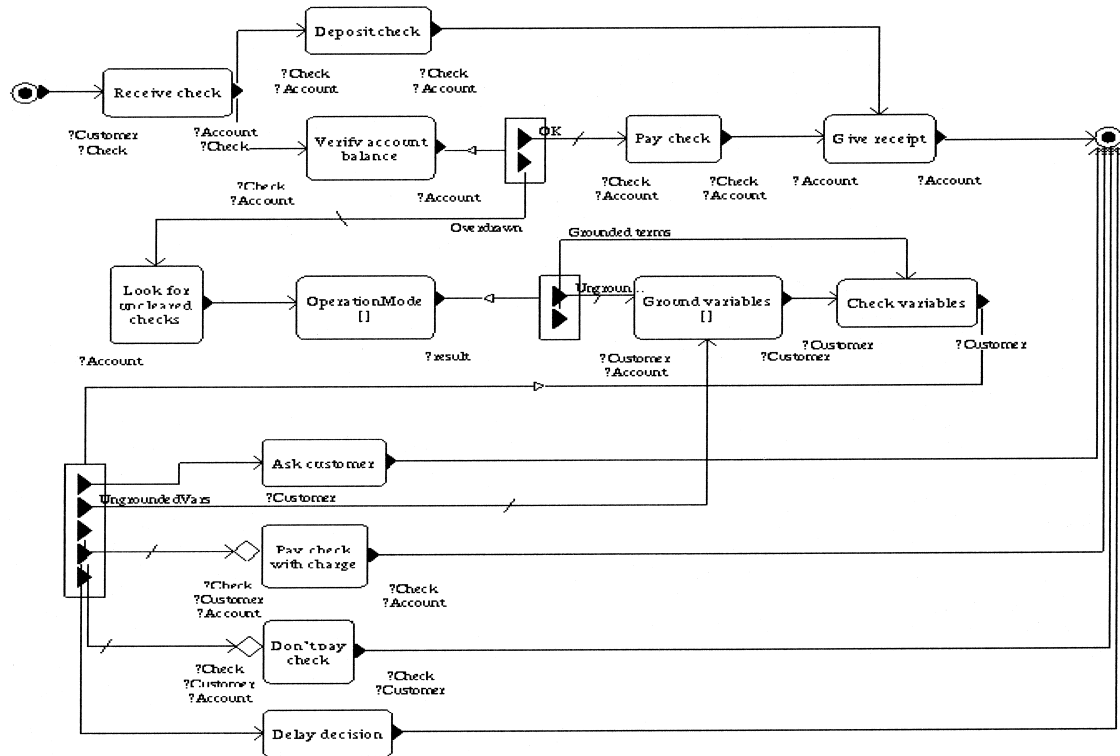 Deposit check
?Check
?Account
?Check
?Account
Receive check
?Customer
?Check
?Account
?Check
Verify account
balance
?Check
?Account
?Account
OK
Overdrawn
Pay check
?Check
?Account
?Check
?Account
Give receipt
?Account
?Account
Look for
uncleared
checks
?Account
OperationMode
[]
?result
Grounded terms
Ungroun...
Ground variables
[]
?Customer
?Account
?Customer
Check variables
?Customer
?Customer
Ask customer
?Customer
UngroundedVars
Pay check
with charge
?Check
?Customer
?Account
?Check
?Account
Don't pay
check
?Check
?Customer
?Account
?Check
?Customer
Delay decision